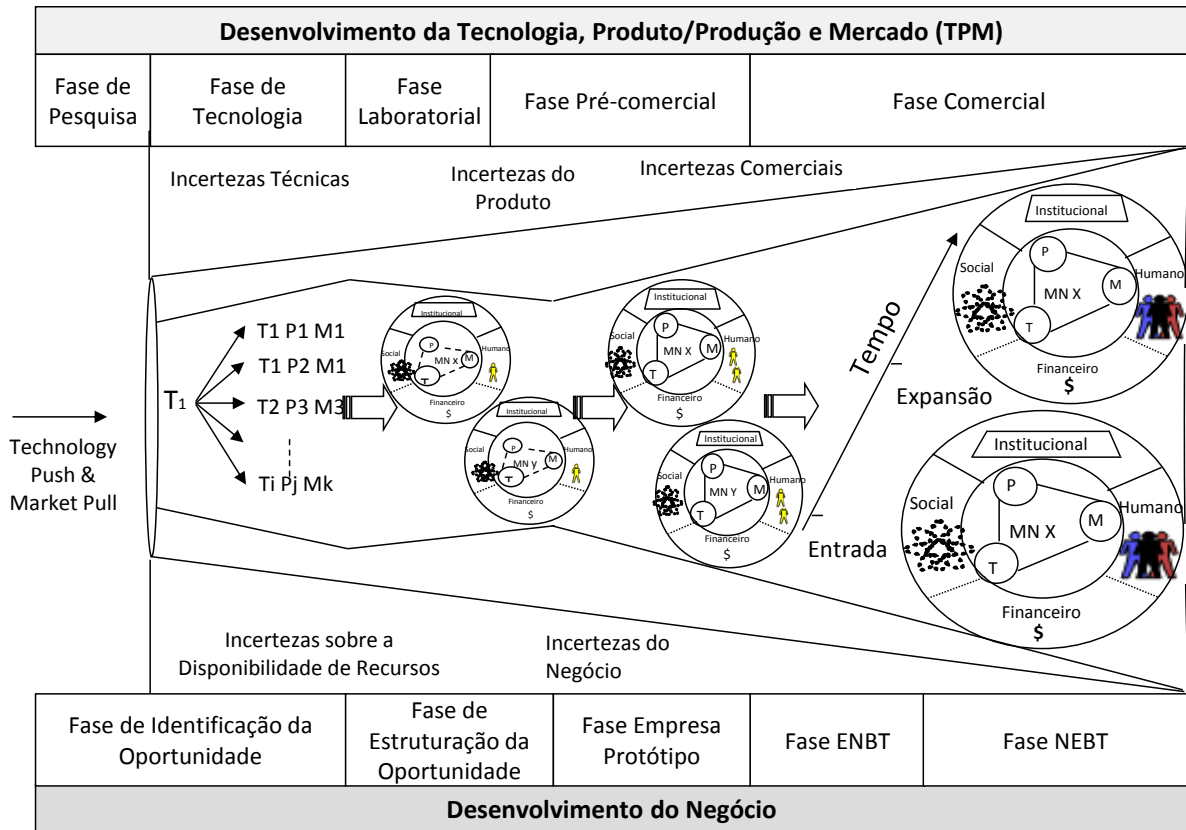 Desenvolvimento da Tecnologia, Produto/Produção e Mercado (TPM)
Fase de
Pesquisa
Fase de
Tecnologia
Fase
Laboratorial
Fase Pré-comercial
Fase Comercial
Incertezas Técnicas
Incertezas do
Produto
Incertezas Comerciais
Technology
Push &
Market Pull
T1
T1 P1 M1
T1 P2 M1
T2 P3 M3
Ti Pj Mk
Institucional
Social
Humano
P
MN X
M
T
Financeiro
$
Institucional
Social
Humano
P
MN y
M
T
Financeiro
$
Institucional
Social
Humano
P
MN X
M
T
Financeiro
$
Institucional
Social
Humano
P
MN Y
M
T
Financeiro
$
Tempo
Expansão
Entrada
Institucional
Social
Humano
P
MN X
M
T
Financeiro
$
Institucional
Social
Humano
P
MN X
M
T
Financeiro
$
Incertezas sobre a
Disponibilidade de Recursos
Incertezas do
Negócio
Fase de Identificação da
Oportunidade
Fase de
Estruturação da
Oportunidade
Fase Empresa
Protótipo
Fase ENBT
Fase NEBT
Desenvolvimento do Negócio